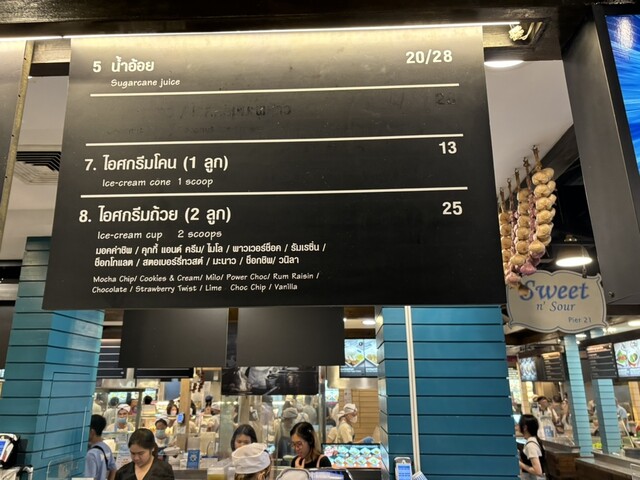 5 น้ำอ้อย 20/28
Sugarcane juice
7. ไอศกรีมโคน (1 ลูก) 13
Ice-cream cone 1 scoop
8. ไอศกรีมถ้วย (2 ลูก) 25
Ice-cream cup 2 scoops
มอคค่าชิพ / คุกกี้ แอนด์ ครีม/ ไมโล / พาวเวอร์ช็อค / รัมเรซิ่น /
ช็อกโกแลต / สตอเบอร์รี่ทวสต์ / มะนาว / ช็อกชิพ/ วนิลา
Mocha Chip/ Cookies & Cream/ Milo/ Power Choc/ Rum Raisin /
Chocolate / Strawberry Twist / Lime Choc Chip / Vanilla
Sweet
n' Sour
Pier 21